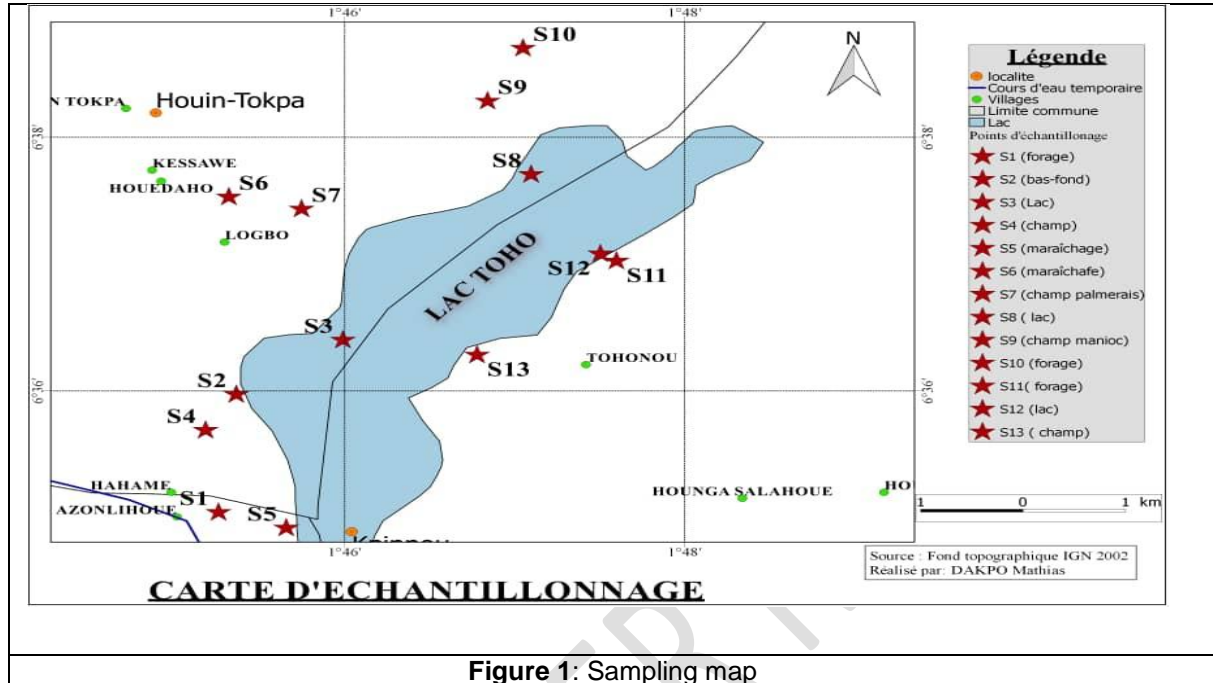 1°46'
1°48'
S10
N
Légende
localite
Cours d'eau temporaire
Villages
Limite commune
Lac
Points d'échantillonage
S1 (forage)
S2 (bas-fond)
S3 (Lac)
S4 (champ)
S5 (maraîchage)
S6 (maraîchafe)
S7 (champ palmerais)
S8 ( lac)
S9 (champ manioc)
S10 (forage)
S11( forage)
S12 (lac)
S13 ( champ)
N TOKPA
Houin-Tokpa
S9
6°38'
6°38'
KESSAWE
HOUEDAHO
S6
S7
S8
LOGBO
LAC TOHO
S12
S11
S3
S13
TOHONOU
S2
6°36'
6°36'
S4
HAHAME
S1
AZONLIHOUE
S5
HOUNGA SALAHOUE
HO
1 0 1 km
1°46'
1°48'
Source : Fond topographique IGN 2002
Réalisé par: DAKPO Mathias
CARTE D'ECHANTILLONNAGE
Figure 1: Sampling map